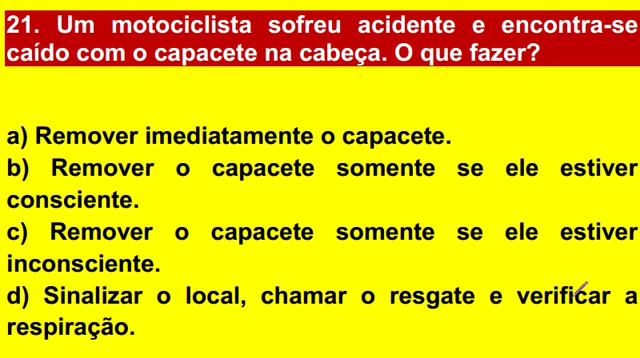 21. Um motociclista sofreu acidente e encontra-se
caído com o capacete na cabeça. O que fazer?
a) Remover imediatamente o capacete.
b) Remover o capacete somente se ele estiver
consciente.
c) Remover o capacete somente se ele estiver
inconsciente.
d) Sinalizar o local, chamar o resgate e verificar a
respiração.